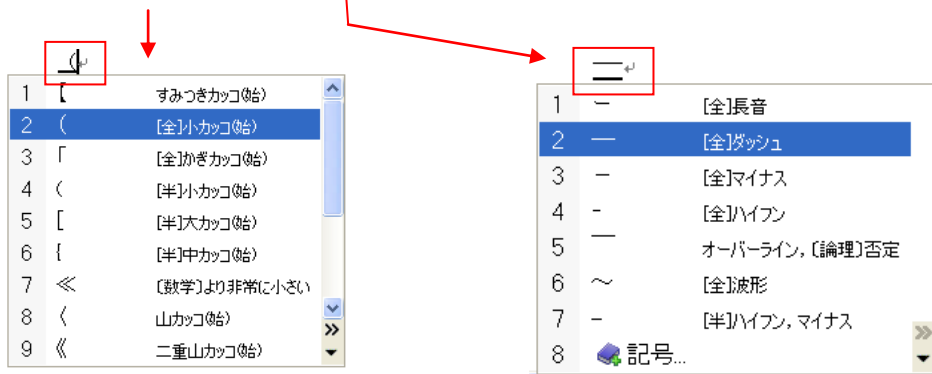 (↵
1 【 すみつきカッコ(始)
2 ( [全]小カッコ(始)
3 「 [全]かぎカッコ(始)
4 ( [半]小カッコ(始)
5 [ [半]大カッコ(始)
6 { [半]中カッコ(始)
7 ≪ 〔数学〕より非常に小さい
8 〈 山カッコ(始)
9 《 二重山カッコ(始)
―↵
1 ー [全]長音
2 ― [全]ダッシュ
3 − [全]マイナス
4 ‐ [全]ハイフン
5 ￣ オーバーライン, 〔論理〕否定
6 ～ [全]波形
7 - [半]ハイフン, マイナス
8 記号...